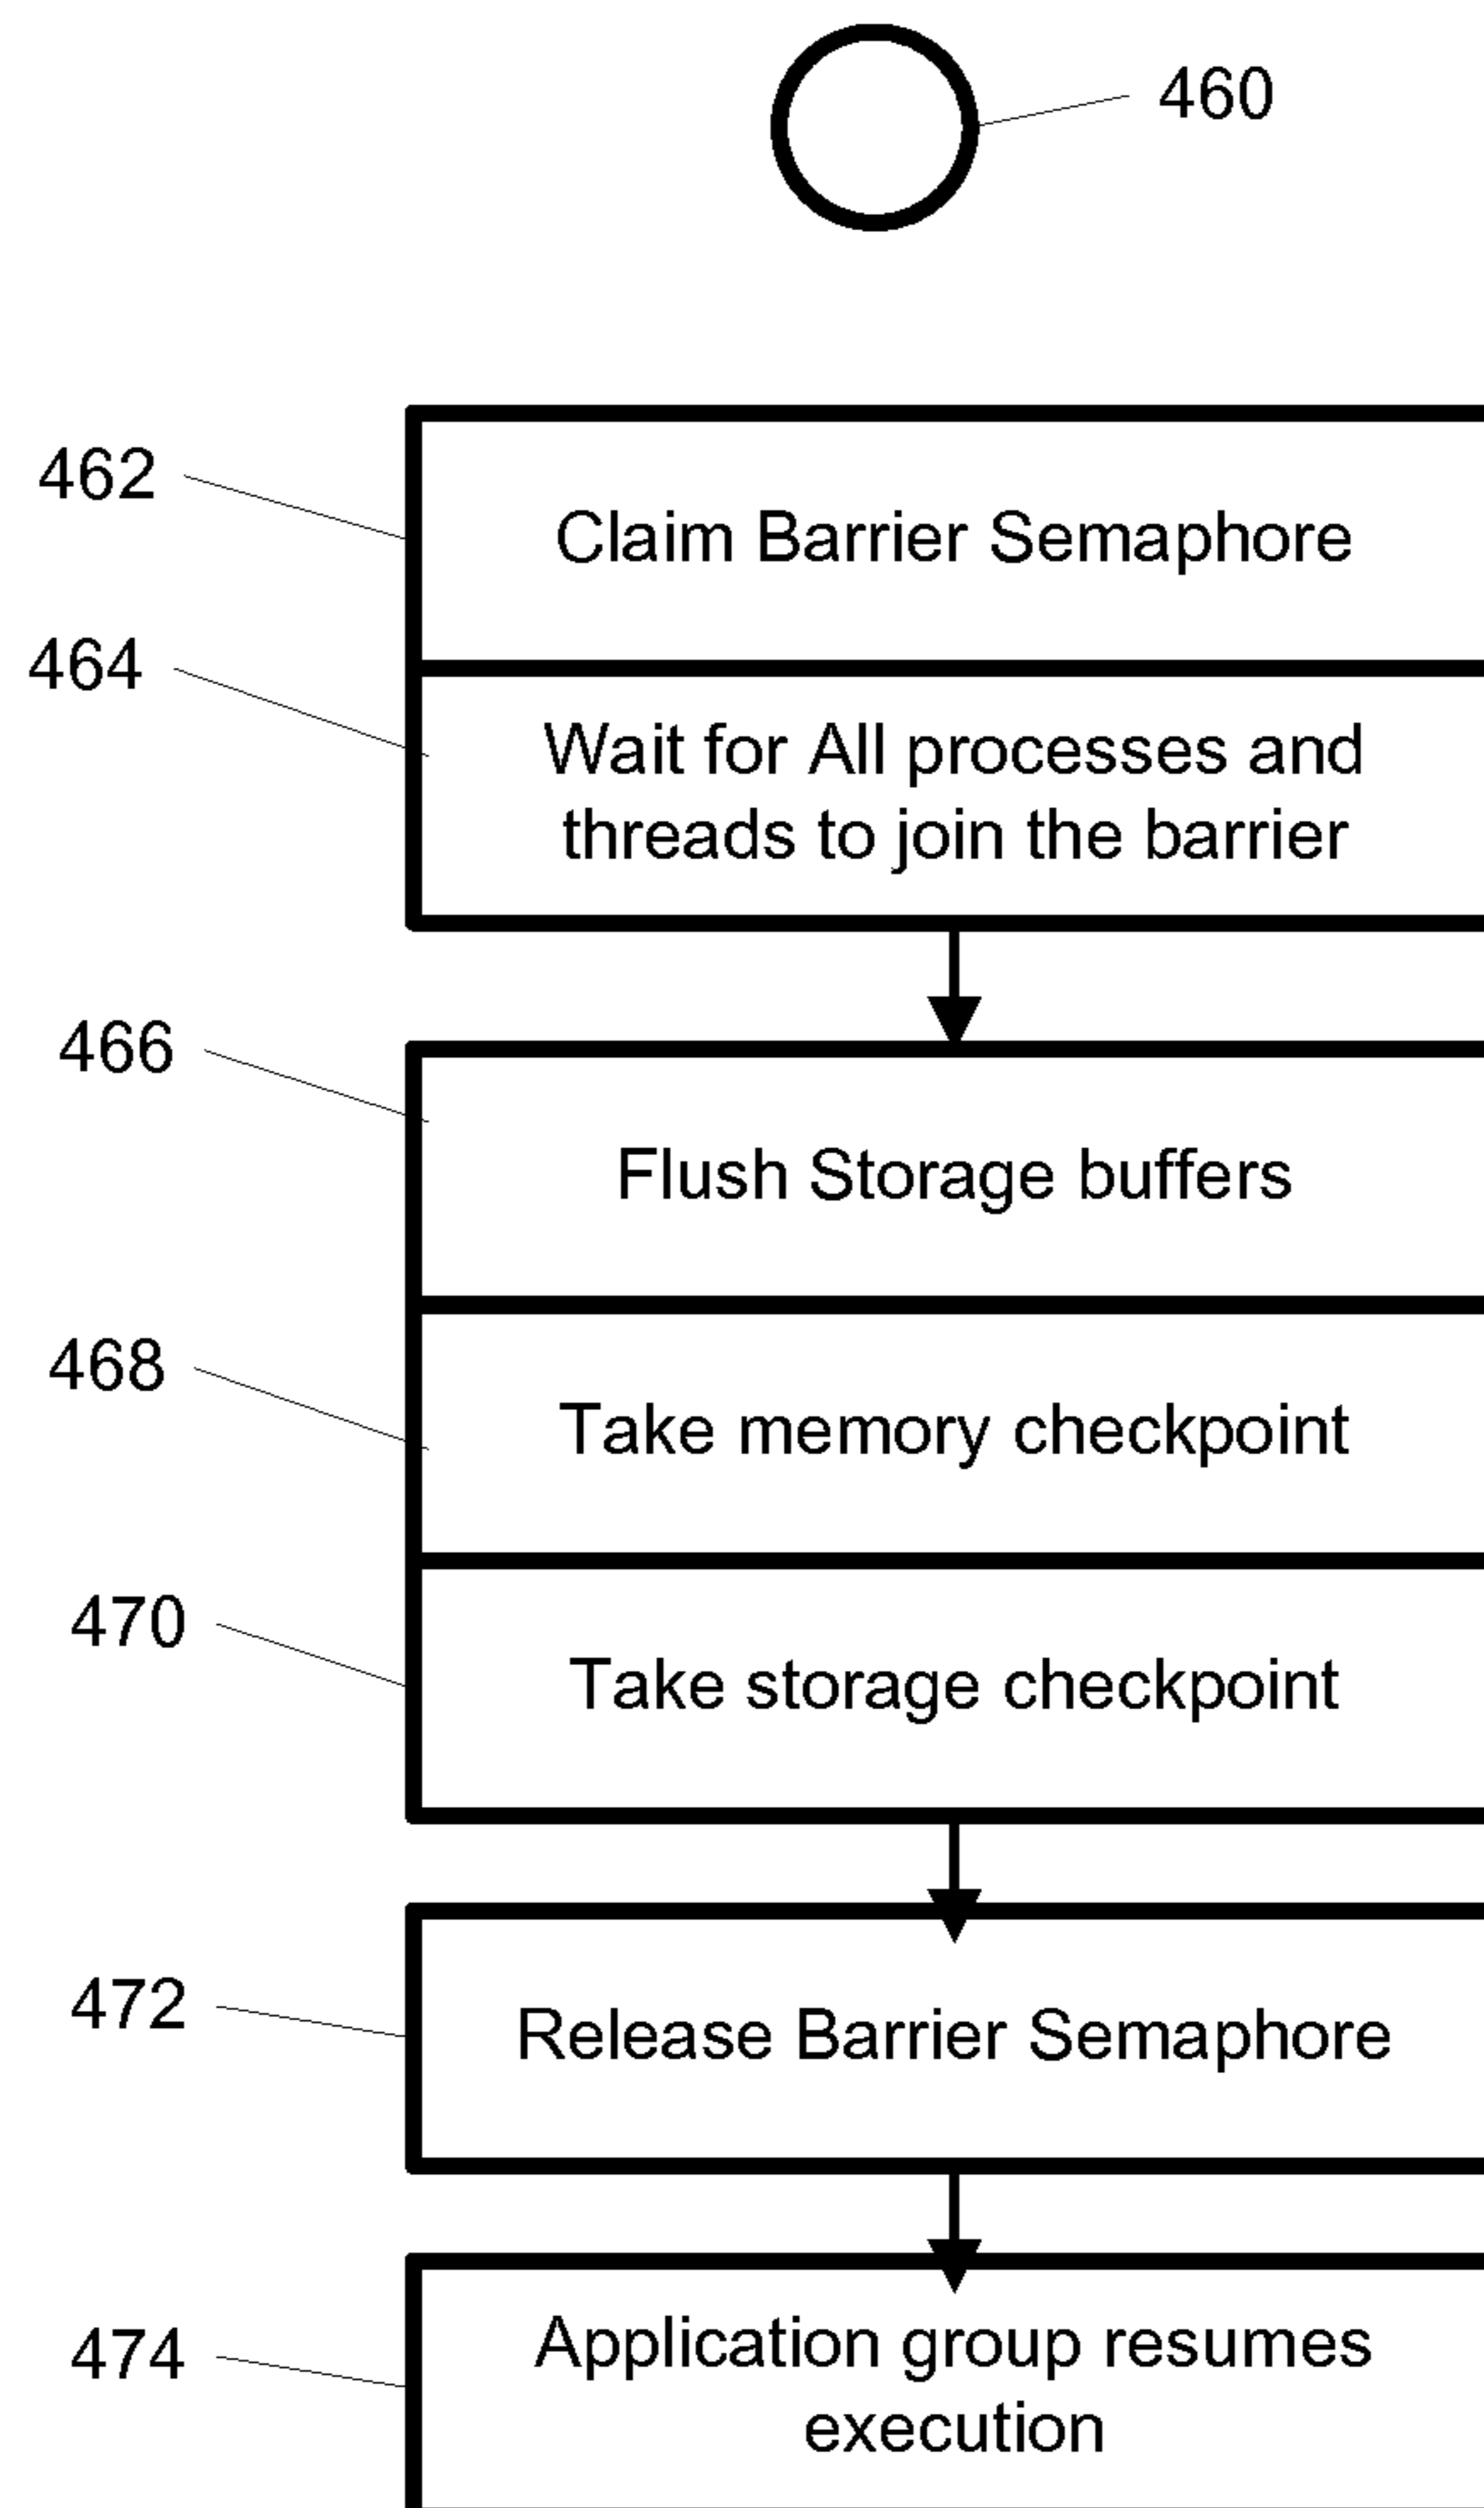 460
462
Claim Barrier Semaphore
464
Wait for All processes and
threads to join the barrier
466
Flush Storage buffers
468
Take memory checkpoint
470
Take storage checkpoint
472
Release Barrier Semaphore
474
Application group resumes
execution